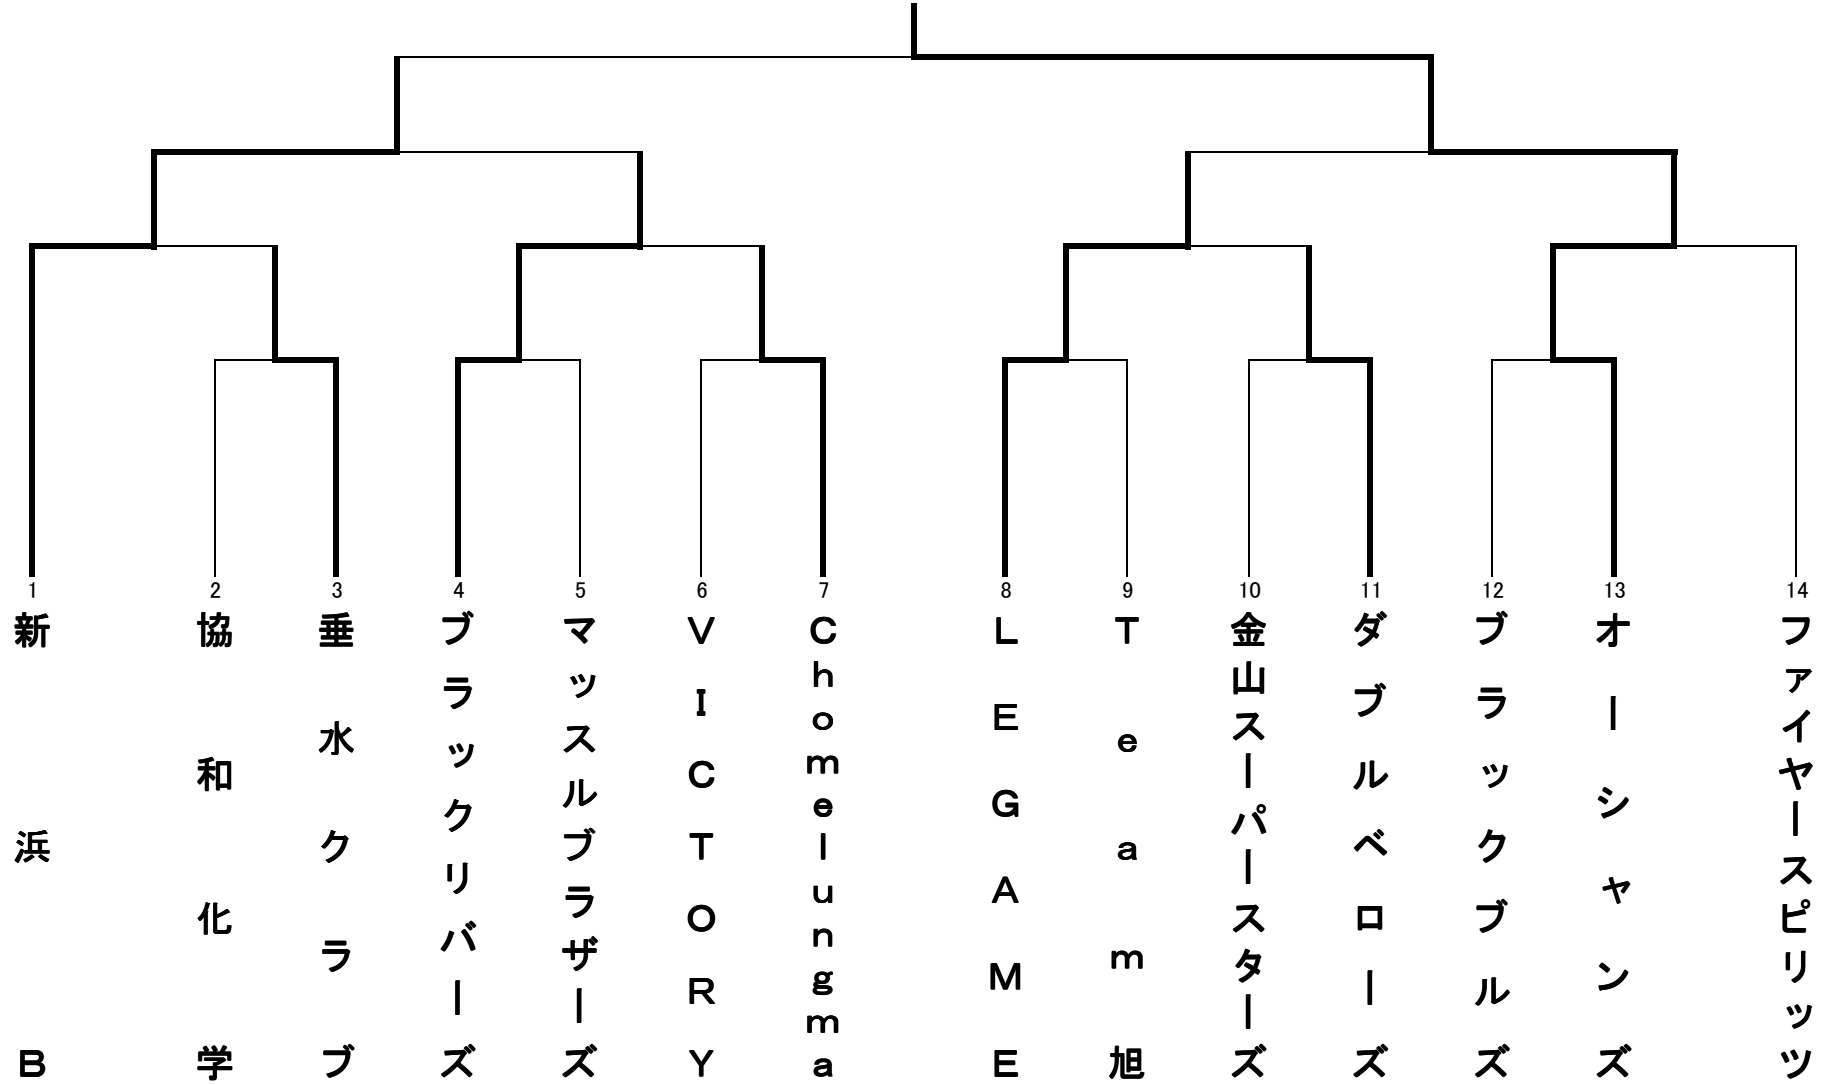 1
新浜B
2
協和化学
3
垂水クラブ
4
ブラックリバーズ
5
マッスルブラザーズ
6
VICTORY
7
Chomelungma
8
LEGAME
9
Team旭
10
金山スーパースターズ
11
ダブルベローズ
12
ブラックブルズ
13
オーシャンズ
14
ファイヤースピリッツ